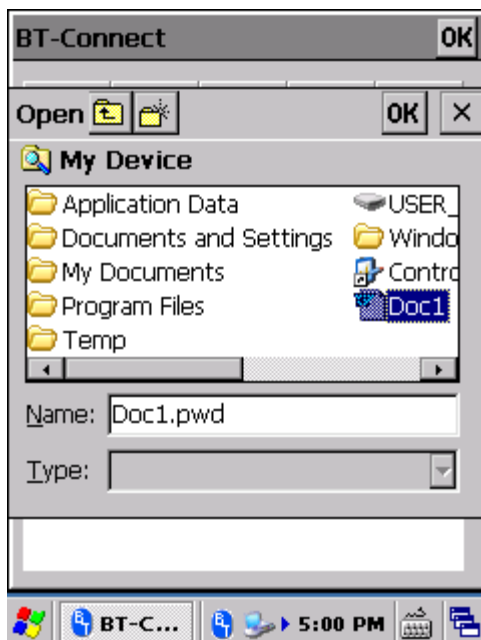 BT-Connect OK
Open OK
My Device
Application Data USER_
Documents and Settings Windo
My Documents Contro
Program Files Doc1
Temp
Name: Doc1.pwd
Type:
BT-C... 5:00 PM